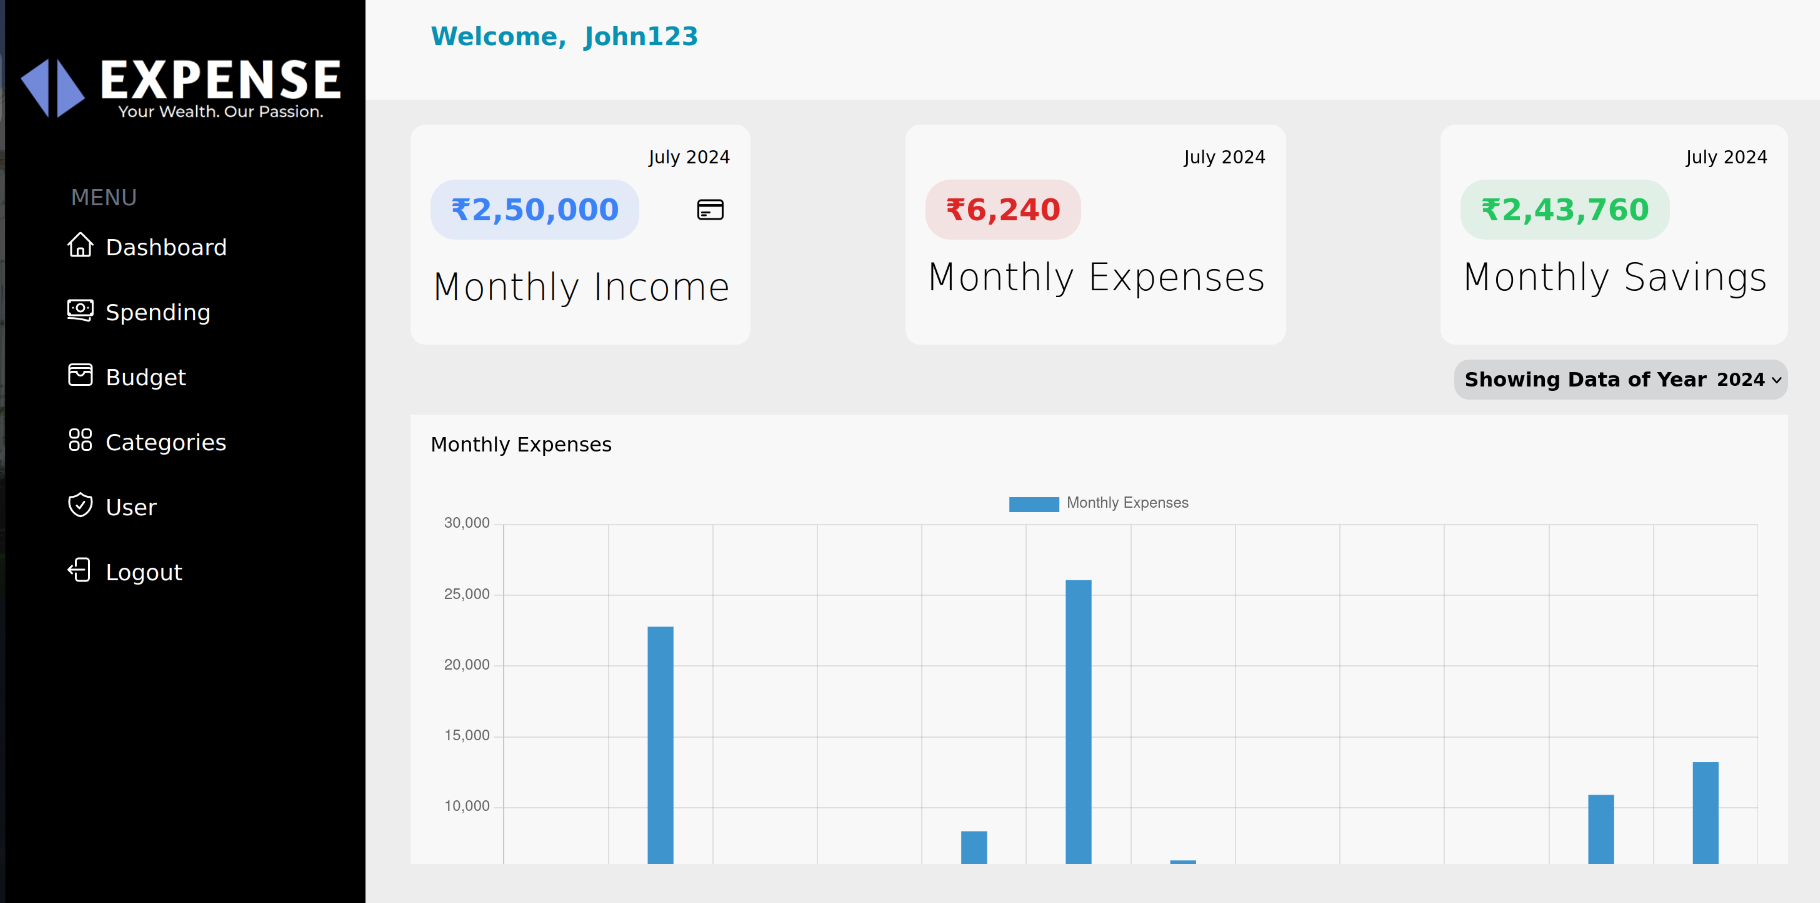 EXPENSE
Your Wealth. Our Passion.
MENU
Dashboard
Spending
Budget
Categories
User
Logout
Welcome, John123
July 2024
₹2,50,000
Monthly Income
July 2024
₹6,240
Monthly Expenses
July 2024
₹2,43,760
Monthly Savings
Showing Data of Year 2024
Monthly Expenses
Monthly Expenses
30,000
25,000
20,000
15,000
10,000